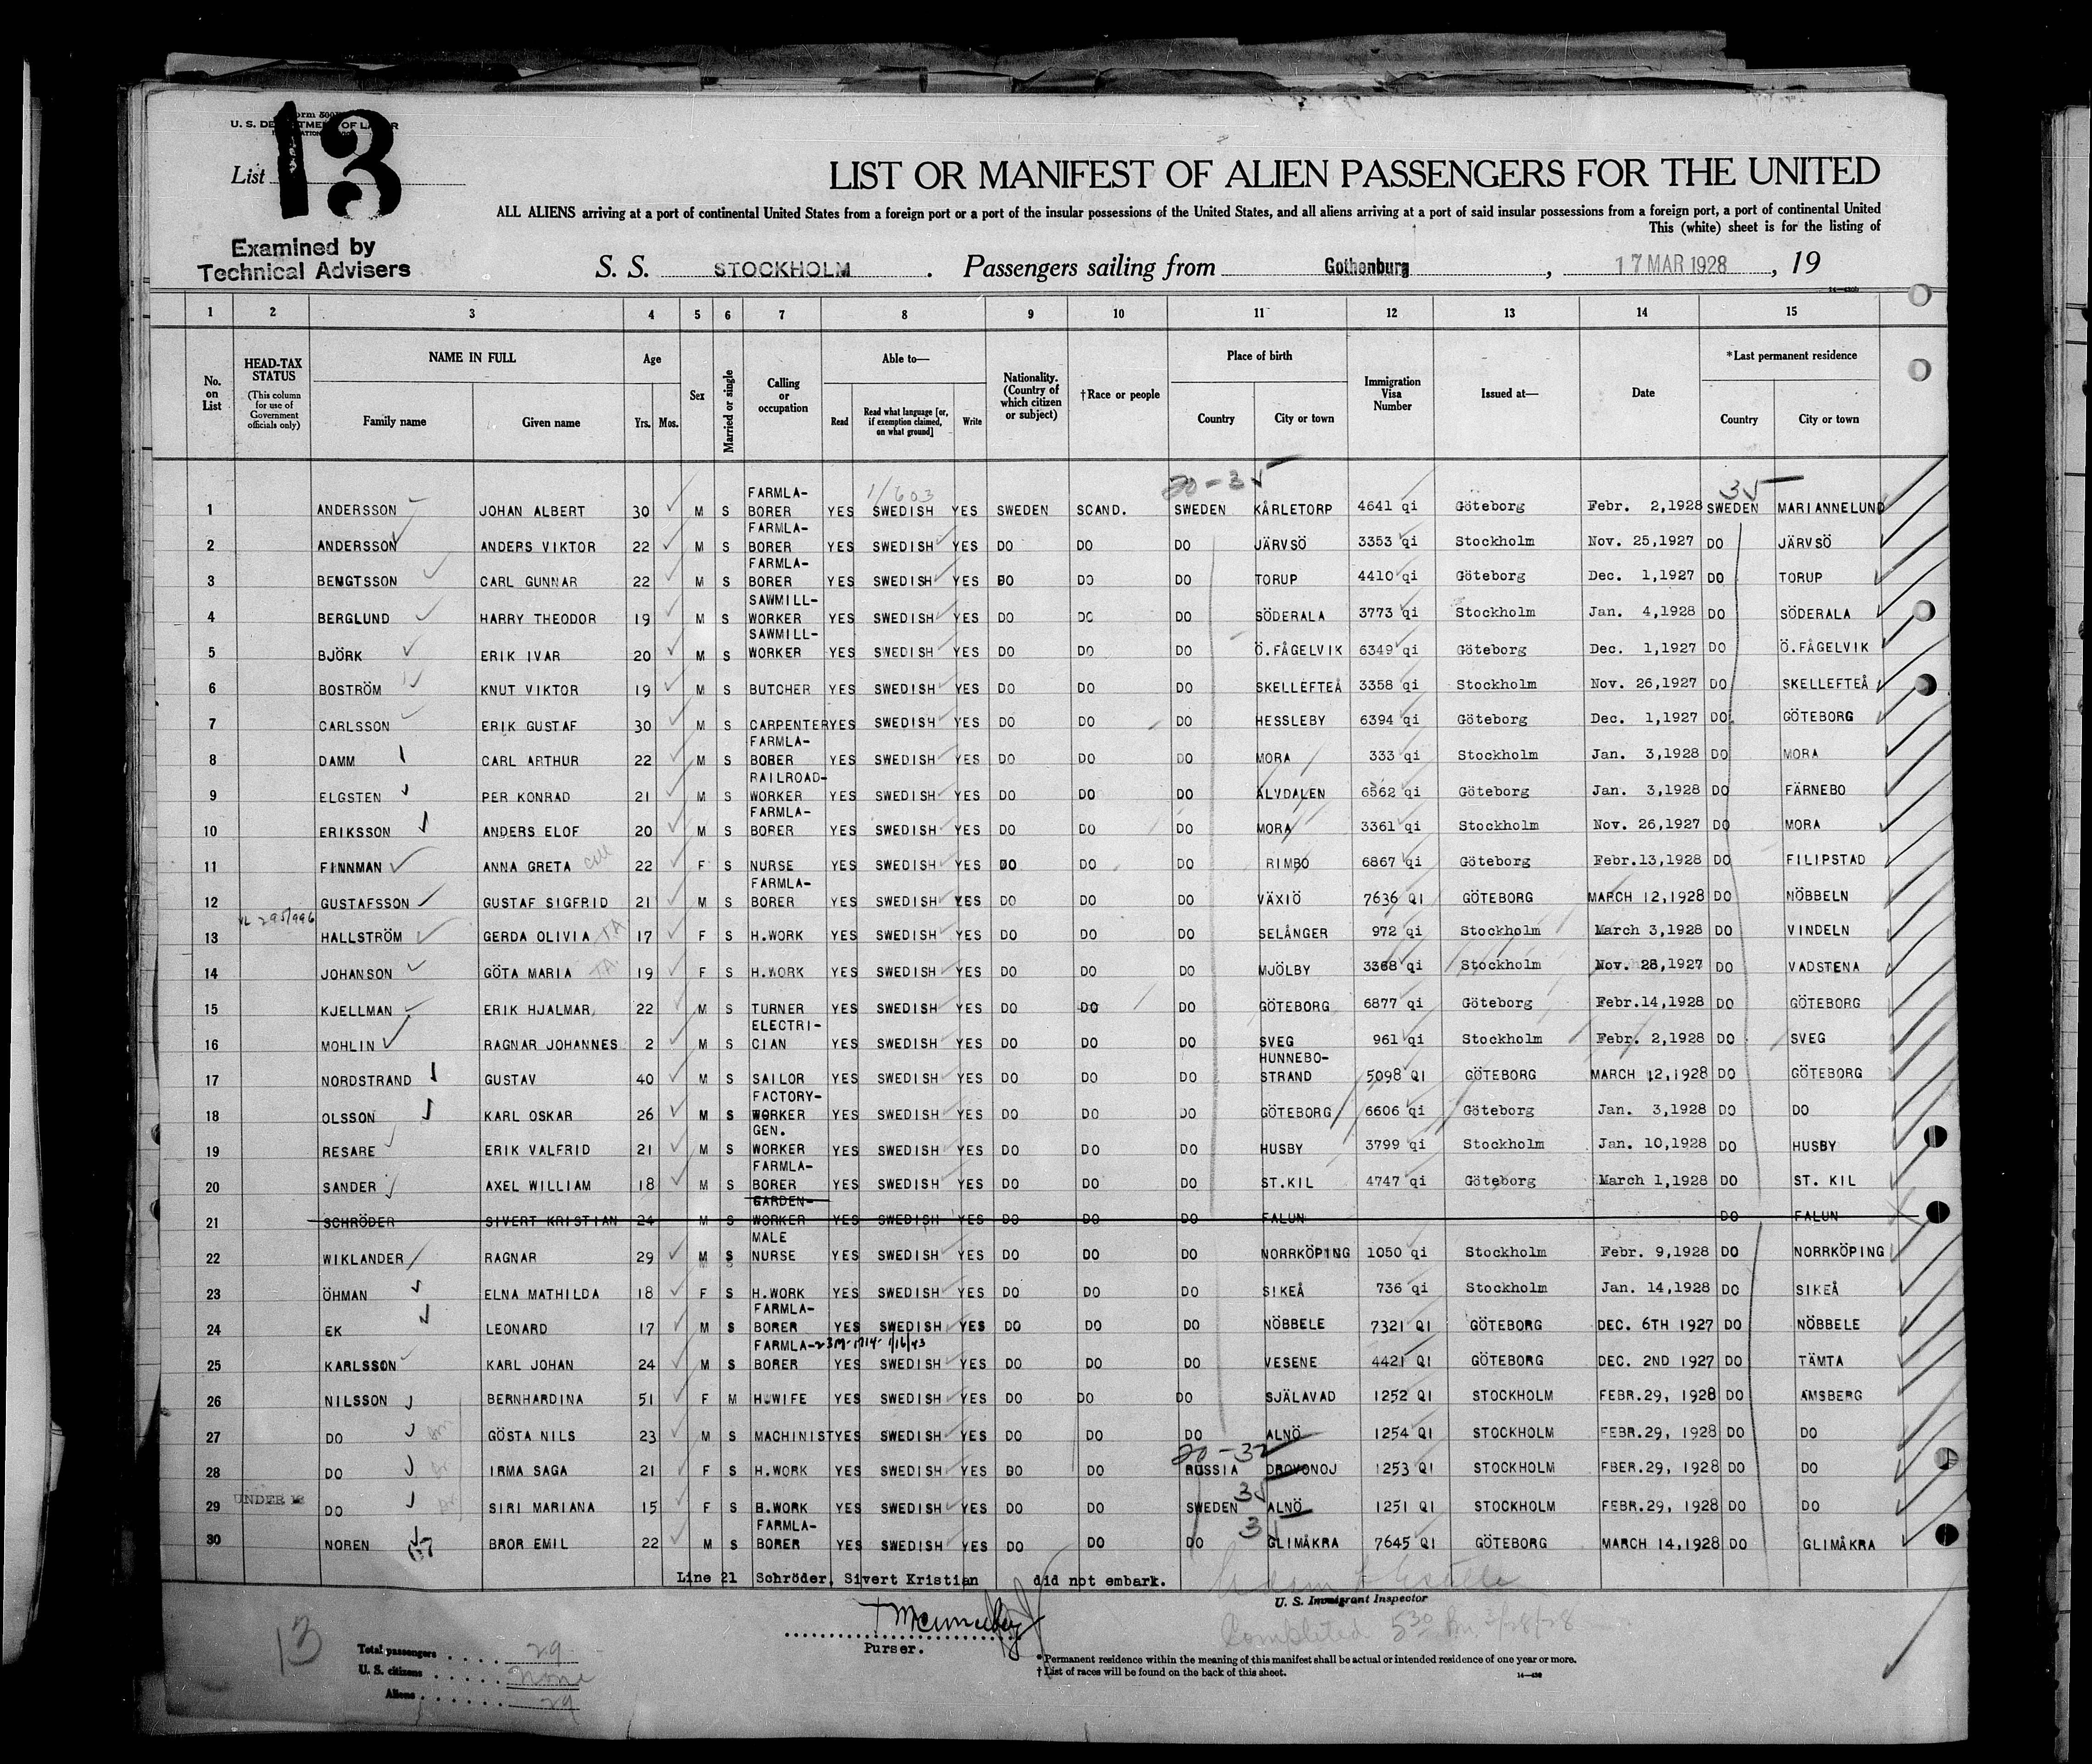 Form 500
U. S. DEPARTMENT OF LABOR
List 13
LIST OR MANIFEST OF ALIEN PASSENGERS FOR THE UNITED
ALL ALIENS arriving at a port of continental United States from a foreign port or a port of the insular possessions of the United States, and all aliens arriving at a port of said insular possessions from a foreign port, a port of continental United
This (white) sheet is for the listing of
Examined by
Technical Advisers
S. S. STOCKHOLM . Passengers sailing from Gothenburg , 17 MAR 1928 , 19
1 2 3 4 5 6 7 8 9 10 11 12 13 14 15
No. on List
HEAD-TAX STATUS (This column for use of Government officials only)
NAME IN FULL Family name Given name
Age Yrs. Mos.
Sex
Married or single
Calling or occupation
Able to— Read Read what language [or, if exemption claimed, on what ground] Write
Nationality. (Country of which citizen or subject)
†Race or people
Place of birth Country City or town
Immigration Visa Number
Issued at—
Date
*Last permanent residence Country City or town
1/603 20-3√ 3√
1 ANDERSSON JOHAN ALBERT 30 M S FARMLA-BORER YES SWEDISH YES SWEDEN SCAND. SWEDEN KÅRLETORP 4641 qi Göteborg Febr. 2,1928 SWEDEN MARIANNELUND
2 ANDERSSON ANDERS VIKTOR 22 M S FARMLA-BORER YES SWEDISH YES DO DO DO JÄRVSÖ 3353 qi Stockholm Nov. 25,1927 DO JÄRVSÖ
3 BENGTSSON CARL GUNNAR 22 M S FARMLA-BORER YES SWEDISH YES DO DO DO TORUP 4410 qi Göteborg Dec. 1,1927 DO TORUP
4 BERGLUND HARRY THEODOR 19 M S SAWMILL-WORKER YES SWEDISH YES DO DO DO SÖDERALA 3773 qi Stockholm Jan. 4,1928 DO SÖDERALA
5 BJÖRK ERIK IVAR 20 M S SAWMILL-WORKER YES SWEDISH YES DO DO DO Ö.FÅGELVIK 6349 qi Göteborg Dec. 1,1927 DO Ö.FÅGELVIK
6 BOSTRÖM KNUT VIKTOR 19 M S BUTCHER YES SWEDISH YES DO DO DO SKELLEFTEÅ 3358 qi Stockholm Nov. 26,1927 DO SKELLEFTEÅ
7 CARLSSON ERIK GUSTAF 30 M S CARPENTER YES SWEDISH YES DO DO DO HESSLEBY 6394 qi Göteborg Dec. 1,1927 DO GÖTEBORG
8 DAMM CARL ARTHUR 22 M S FARMLA-BOBER YES SWEDISH YES DO DO DO MORA 333 qi Stockholm Jan. 3,1928 DO MORA
9 ELGSTEN PER KONRAD 21 M S RAILROAD-WORKER YES SWEDISH YES DO DO DO ÄLVDALEN 6562 qi Göteborg Jan. 3,1928 DO FÄRNEBO
10 ERIKSSON ANDERS ELOF 20 M S FARMLA-BORER YES SWEDISH YES DO DO DO MORA 3361 qi Stockholm Nov. 26,1927 DO MORA
11 FINNMAN ANNA GRETA 22 F S NURSE YES SWEDISH YES DO DO DO RIMBO 6867 qi Göteborg Febr.13,1928 DO FILIPSTAD
12 GUSTAFSSON GUSTAF SIGFRID 21 M S FARMLA-BORER YES SWEDISH YES DO DO DO VÄXIÖ 7636 QI GÖTEBORG MARCH 12,1928 DO NÖBBELN
13 HALLSTRÖM GERDA OLIVIA TA 17 F S H.WORK YES SWEDISH YES DO DO DO SELÅNGER 972 qi Stockholm March 3,1928 DO VINDELN
14 JOHANSON GÖTA MARIA TA. 19 F S H.WORK YES SWEDISH YES DO DO DO MJÖLBY 3368 qi Stockholm Nov. 28,1927 DO VADSTENA
15 KJELLMAN ERIK HJALMAR 22 M S TURNER YES SWEDISH YES DO DO DO GÖTEBORG 6877 qi Göteborg Febr.14,1928 DO GÖTEBORG
16 MOHLIN RAGNAR JOHANNES 2 M S ELECTRI-CIAN YES SWEDISH YES DO DO DO SVEG 961 qi Stockholm Febr. 2,1928 DO SVEG
17 NORDSTRAND GUSTAV 40 M S SAILOR YES SWEDISH YES DO DO DO HUNNEBO-STRAND 5098 QI GÖTEBORG MARCH 12,1928 DO GÖTEBORG
18 OLSSON KARL OSKAR 26 M S FACTORY-WORKER YES SWEDISH YES DO DO DO GÖTEBORG 6606 qi Göteborg Jan. 3,1928 DO DO
19 RESARE ERIK VALFRID 21 M S GEN. WORKER YES SWEDISH YES DO DO DO HUSBY 3799 qi Stockholm Jan. 10,1928 DO HUSBY
20 SANDER AXEL WILLIAM 18 M S FARMLA-BORER YES SWEDISH YES DO DO DO ST.KIL 4747 qi Göteborg March 1,1928 DO ST. KIL
21 SCHRÖDER SIVERT KRISTIAN 24 M S GARDEN-WORKER YES SWEDISH YES DO DO DO FALUN DO FALUN
22 WIKLANDER RAGNAR 29 M S MALE NURSE YES SWEDISH YES DO DO DO NORRKÖPING 1050 qi Stockholm Febr. 9,1928 DO NORRKÖPING
23 ÖHMAN ELNA MATHILDA 18 F S H.WORK YES SWEDISH YES DO DO DO SIKEÅ 736 qi Stockholm Jan. 14,1928 DO SIKEÅ
24 EK LEONARD 17 M S FARMLA-BORER YES SWEDISH YES DO DO DO NÖBBELE 7321 QI GÖTEBORG DEC. 6TH 1927 DO NÖBBELE
25 KARLSSON KARL JOHAN 24 M S FARMLA-BORER YES SWEDISH YES DO DO DO VESENE 4421 QI GÖTEBORG DEC. 2ND 1927 DO TÄMTA
26 NILSSON BERNHARDINA 51 F M H.WIFE YES SWEDISH YES DO DO DO SJÄLAVAD 1252 QI STOCKHOLM FEBR.29, 1928 DO AMSBERG
27 DO GÖSTA NILS 23 M S MACHINIST YES SWEDISH YES DO DO DO ALNÖ 1254 QI STOCKHOLM FEBR.29, 1928 DO DO
28 DO IRMA SAGA 21 F S H.WORK YES SWEDISH YES DO DO RUSSIA DROVONOJ 1253 QI STOCKHOLM FBER.29, 1928 DO DO
29 UNDER DO SIRI MARIANA 15 F S H.WORK YES SWEDISH YES DO DO SWEDEN ALNÖ 1251 QI STOCKHOLM FEBR.29, 1928 DO DO
30 NOREN BROR EMIL 22 M S FARMLA-BORER YES SWEDISH YES DO DO DO GLIMÅKRA 7645 QI GÖTEBORG MARCH 14,1928 DO GLIMÅKRA
Line 21 Schröder, Sivert Kristian did not embark.
U. S. Immigrant Inspector
Completed 5 30 Pm 3/28/28
Purser.
13
Total passengers 29
U. S. citizens None
Aliens 29
* Permanent residence within the meaning of this manifest shall be actual or intended residence of one year or more.
† List of races will be found on the back of this sheet.